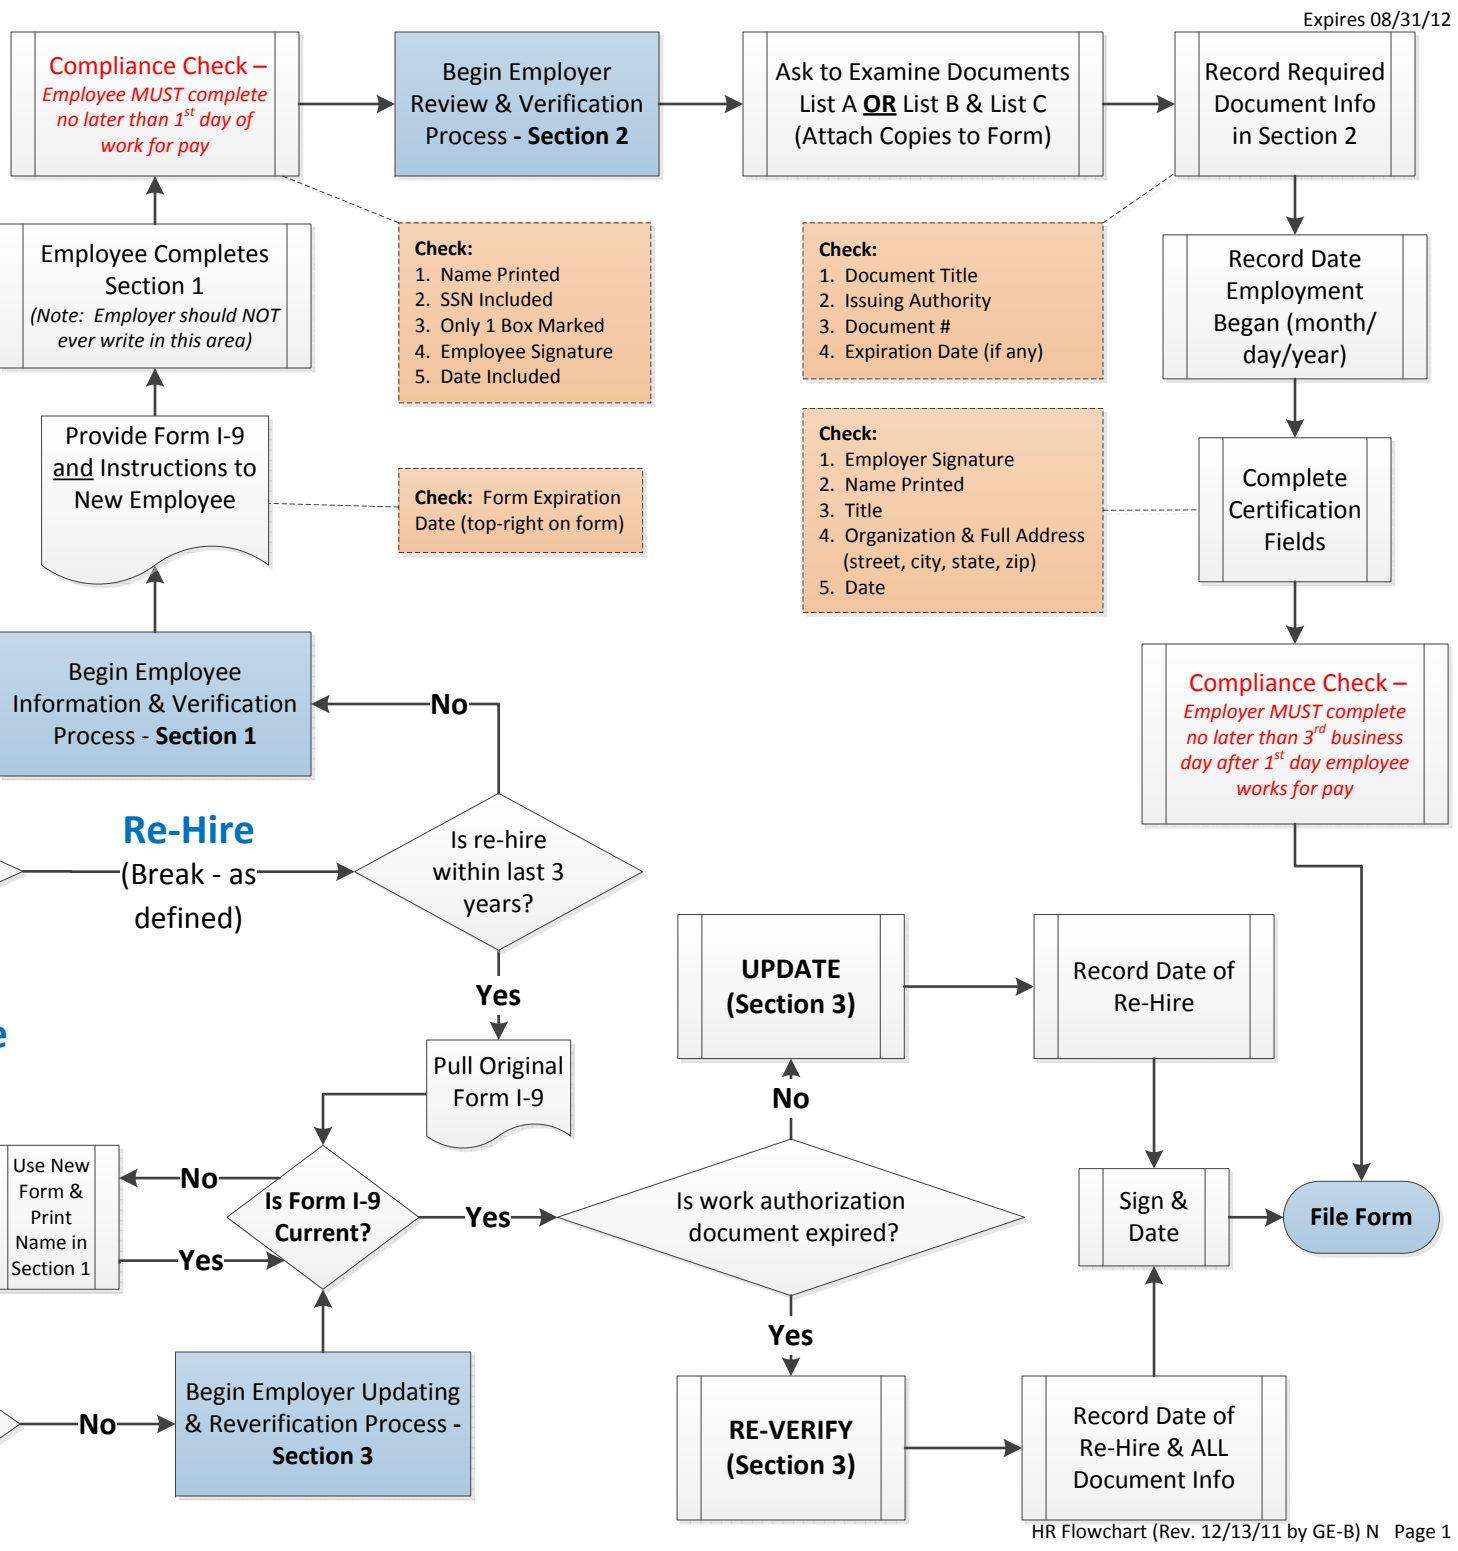 Expires 08/31/12
Compliance Check –
Employee MUST complete
no later than 1st day of
work for pay
Begin Employer
Review & Verification
Process - Section 2
Ask to Examine Documents
List A OR List B & List C
(Attach Copies to Form)
Record Required
Document Info
in Section 2
Employee Completes
Section 1
(Note:  Employer should NOT
ever write in this area)
Check:
1. Name Printed
2. SSN Included
3. Only 1 Box Marked
4. Employee Signature
5. Date Included
Check:
1. Document Title
2. Issuing Authority
3. Document #
4. Expiration Date (if any)
Record Date
Employment
Began (month/
day/year)
Provide Form I-9
and Instructions to
New Employee
Check:  Form Expiration
Date (top-right on form)
Check:
1. Employer Signature
2. Name Printed
3. Title
4. Organization & Full Address
(street, city, state, zip)
5. Date
Complete
Certification
Fields
Begin Employee
Information & Verification
Process - Section 1
No
Compliance Check –
Employer MUST complete
no later than 3rd business
day after 1st day employee
works for pay
Re-Hire
(Break - as
defined)
Is re-hire
within last 3
years?
Yes
UPDATE
(Section 3)
Record Date of
Re-Hire
e
Pull Original
Form I-9
No
Use New
Form &
Print
Name in
Section 1
No
Yes
Is Form I-9
Current?
Yes
Is work authorization
document expired?
Sign &
Date
File Form
Yes
No
Begin Employer Updating
& Reverification Process -
Section 3
RE-VERIFY
(Section 3)
Record Date of
Re-Hire & ALL
Document Info
HR Flowchart (Rev. 12/13/11 by GE-B) N   Page 1